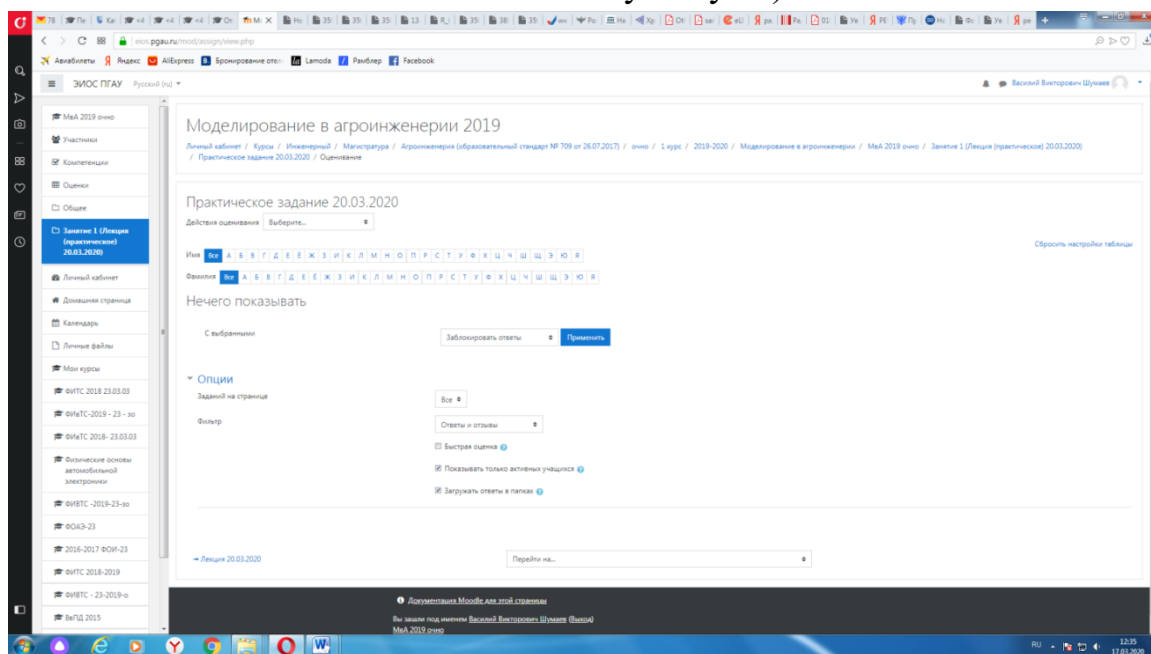 eios.pgau.ru/mod/assign/view.php
Авиабилеты Яндекс AliExpress Lamoda Рамблер Facebook
ЭИОС ПГАУ Русский (ru)
Василий Викторович Шумаев
МвА 2019 очно
Участники
Компетенции
Оценки
Общее
Занятие 1 (Лекция
(практическое)
20.03.2020)
Личный кабинет
Домашняя страница
Календарь
Личные файлы
Мои курсы
ФИТС 2018 23.03.03
ФИвТС-2019 - 23 - зо
ФИвТС 2018- 23.03.03
Физические основы
автомобильной
электроники
ФИВТС -2019-23-зо
ФОАЭ-23
2016-2017 ФОИ-23
ФИТС 2018-2019
ФИВТС - 23-2019-о
ВеПД 2015
Моделирование в агроинженерии 2019
Личный кабинет / Курсы / Инженерный / Магистратура / Агроинженерия (образовательный стандарт № 709 от 26.07.2017) / очно / 1 курс / 2019-2020 / Моделирование в агроинженерии / МвА 2019 очно / Занятие 1 (Лекция (практическое) 20.03.2020)
/ Практическое задание 20.03.2020 / Оценивание
Практическое задание 20.03.2020
Действия оценивания Выберите...
Сбросить настройки таблицы
Имя Все А Б В Г Д Е Ё Ж З И К Л М Н О П Р С Т У Ф Х Ц Ч Ш Щ Э Ю Я
Фамилия Все А Б В Г Д Е Ё Ж З И К Л М Н О П Р С Т У Ф Х Ц Ч Ш Щ Э Ю Я
Нечего показывать
С выбранными Заблокировать ответы Применить
Опции
Заданий на странице Все
Фильтр Ответы и отзывы
Быстрая оценка
Показывать только активных учащихся
Загружать ответы в папках
→ Лекция 20.03.2020 Перейти на...
Документация Moodle для этой страницы
Вы зашли под именем Василий Викторович Шумаев (Выход)
МвА 2019 очно
RU 12:35
17.03.2020